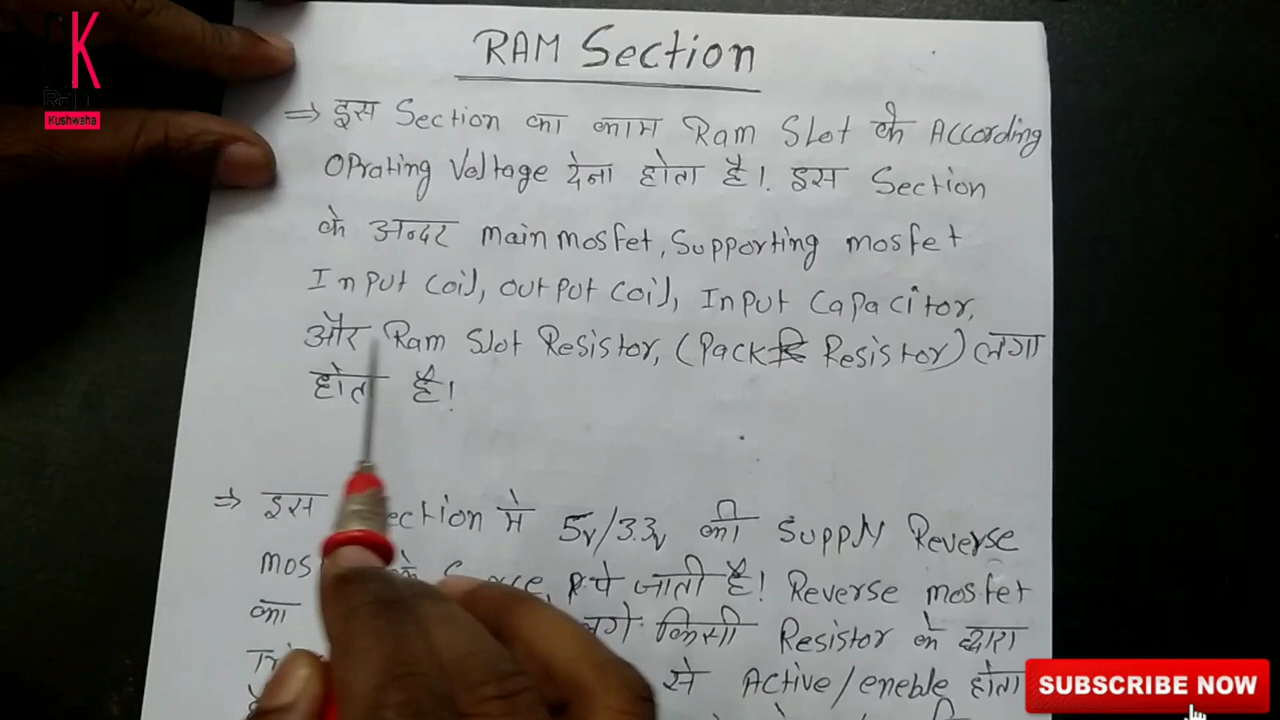 K
Kushwaha
RAM Section
⇒ इस Section का काम Ram Slot के According
Oprating Voltage देना होता है। इस Section
के अन्दर main mosfet, Supporting mosfet
Input Coil, output coil, Input Capacitor,
और Ram Slot Resistor, (Pack Resistor) लगा
होता है!
⇒ इस ection मे 5v/3.3v की Supply Reverse
mos के पे जाती है! Reverse mosfet
का लगे किसी Resistor के द्वारा
से Active/eneble होता
SUBSCRIBE NOW